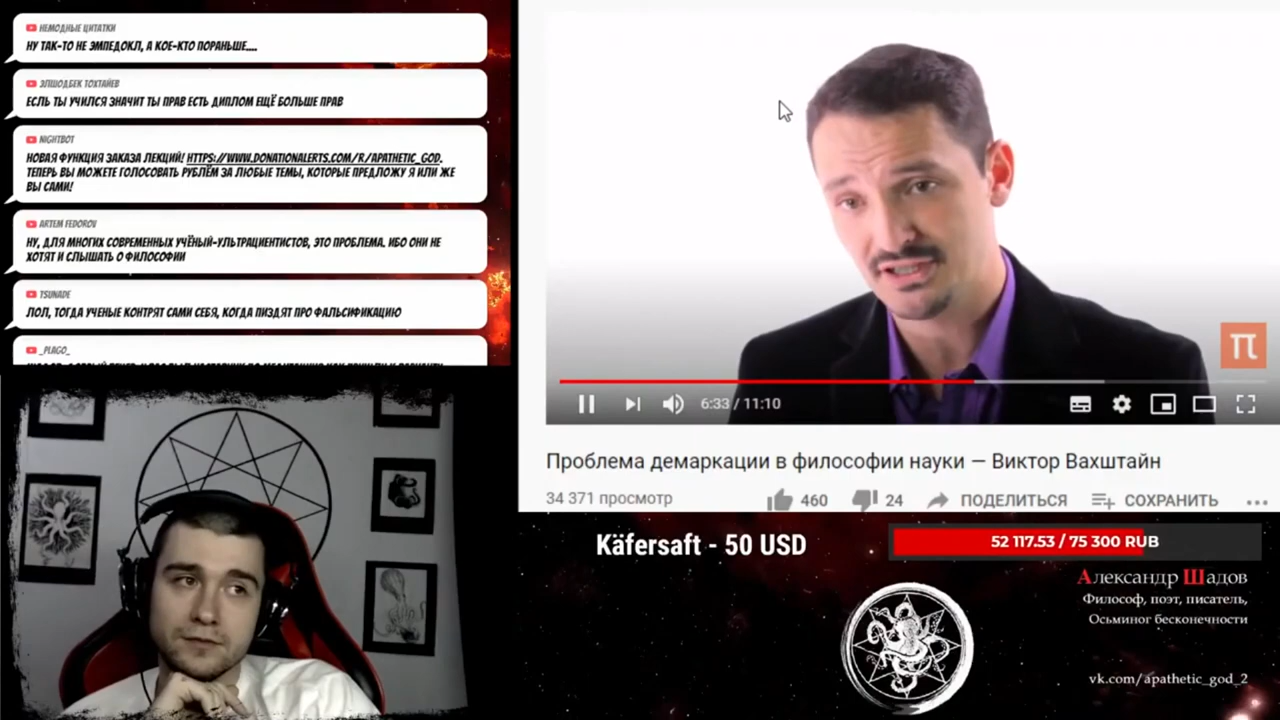 НЕМОДНЫЕ ЦИТАТКИ
НУ ТАК-ТО НЕ ЭМПЕДОКЛ, А КОЕ-КТО ПОРАНЬШЕ....
ЭЛШОДБЕК ТОХТАЙЕВ
ЕСЛЬ ТЫ УЧИЛСЯ ЗНАЧИТ ТЫ ПРАВ ЕСТЬ ДИПЛОМ ЕЩЁ БОЛЬШЕ ПРАВ
NIGHTBOT
НОВАЯ ФУНКЦИЯ ЗАКАЗА ЛЕКЦИЙ! HTTPS://WWW.DONATIONALERTS.COM/R/APATHETIC_GOD.
ТЕПЕРЬ ВЫ МОЖЕТЕ ГОЛОСОВАТЬ РУБЛЁМ ЗА ЛЮБЫЕ ТЕМЫ, КОТОРЫЕ ПРЕДЛОЖУ Я ИЛИ ЖЕ
ВЫ САМИ!
ARTEM FEDOROV
НУ, ДЛЯ МНОГИХ СОВРЕМЕННЫХ УЧЁНЫЙ-УЛЬТРАЦИЕНТИСТОВ, ЭТО ПРОБЛЕМА. ИБО ОНИ НЕ
ХОТЯТ И СЛЫШАТЬ О ФИЛОСОФИИ
TSUNADE
ЛОЛ, ТОГДА УЧЕНЫЕ КОНТРЯТ САМИ СЕБЯ, КОГДА ПИЗДЯТ ПРО ФАЛЬСИФИКАЦИЮ
_PLAGO_
π
6:33 / 11:10
Проблема демаркации в философии науки — Виктор Вахштайн
34 371 просмотр
460
24
ПОДЕЛИТЬСЯ
СОХРАНИТЬ
Käfersaft - 50 USD
52 117.53 / 75 300 RUB
Александр Шадов
Философ, поэт, писатель,
Осьминог бесконечности
vk.com/apathetic_god_2